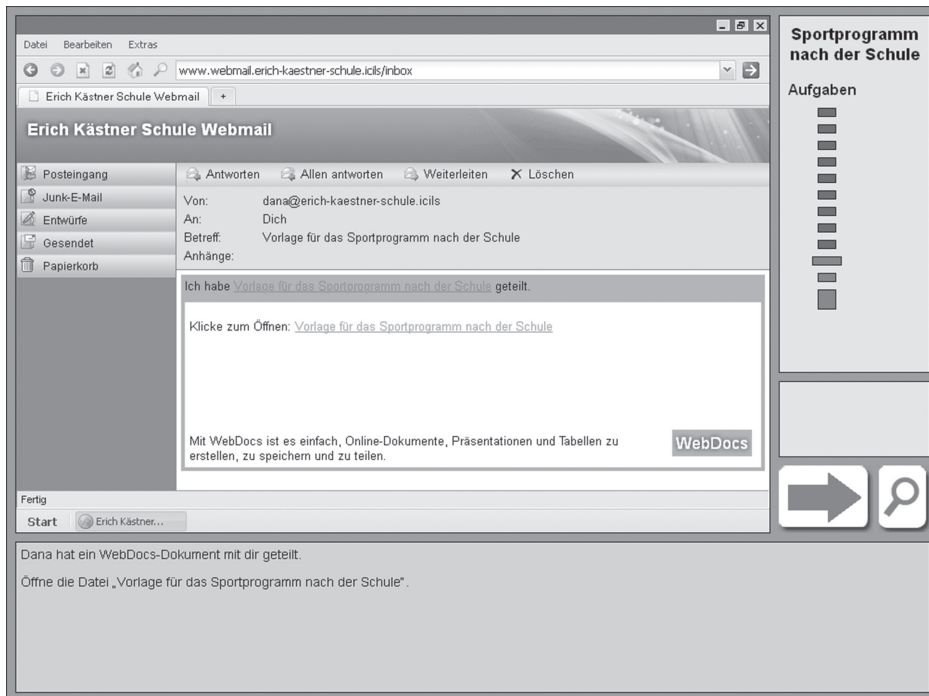 Datei Bearbeiten Extras
www.webmail.erich-kaestner-schule.icils/inbox
Erich Kästner Schule Webmail +
Erich Kästner Schule Webmail
Posteingang
Junk-E-Mail
Entwürfe
Gesendet
Papierkorb
Antworten Allen antworten Weiterleiten Löschen
Von: dana@erich-kaestner-schule.icils
An: Dich
Betreff: Vorlage für das Sportprogramm nach der Schule
Anhänge:
Ich habe Vorlage für das Sportprogramm nach der Schule geteilt.
Klicke zum Öffnen: Vorlage für das Sportprogramm nach der Schule
Mit WebDocs ist es einfach, Online-Dokumente, Präsentationen und Tabellen zu
erstellen, zu speichern und zu teilen.
WebDocs
Fertig
Start Erich Kästner...
Sportprogramm
nach der Schule
Aufgaben
Dana hat ein WebDocs-Dokument mit dir geteilt.
Öffne die Datei „Vorlage für das Sportprogramm nach der Schule".